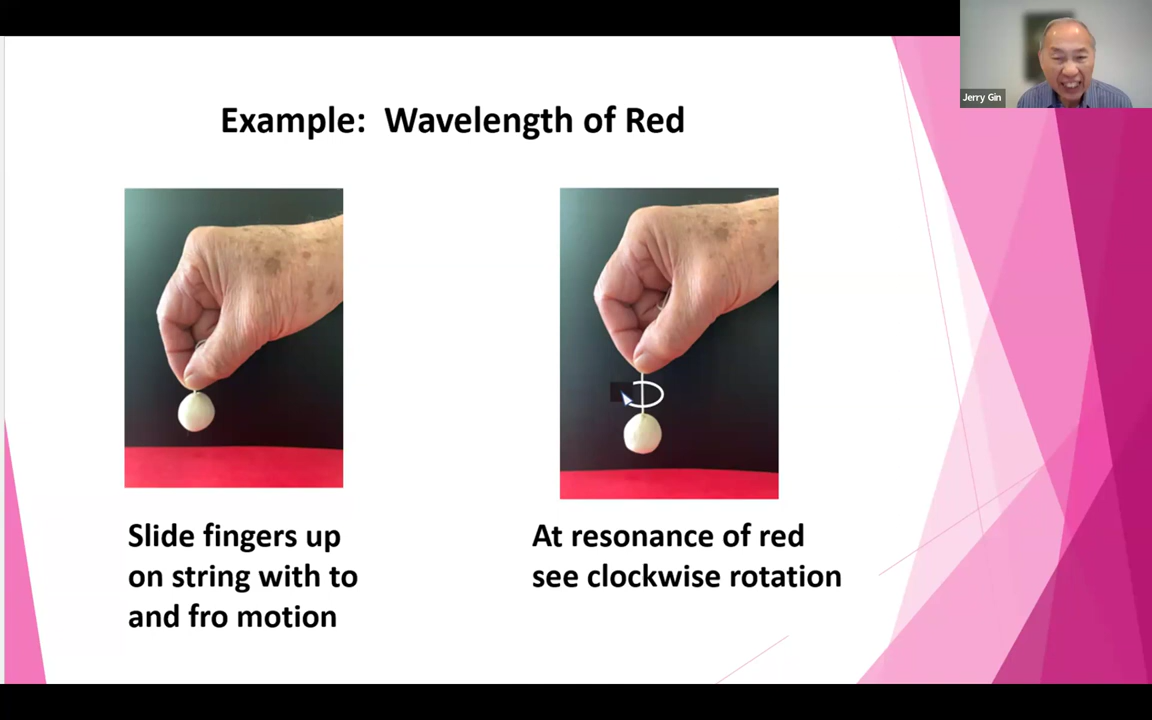 Jerry Gin
Example: Wavelength of Red
Slide fingers up
on string with to
and fro motion
At resonance of red
see clockwise rotation